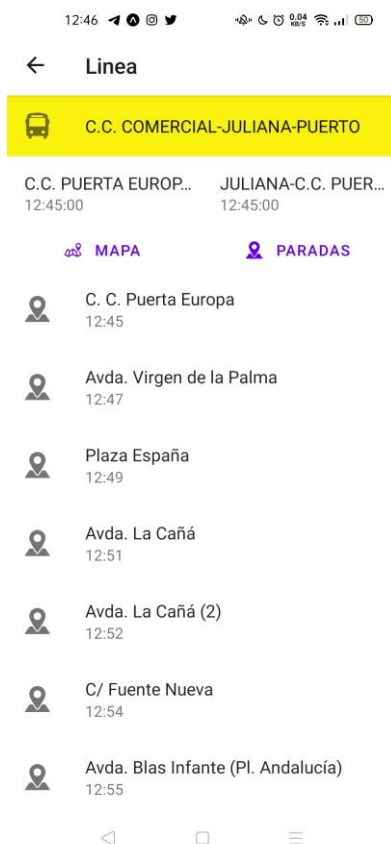 12:46
0.04
KB/S
50
Linea
C.C. COMERCIAL-JULIANA-PUERTO
C.C. PUERTA EUROP...
12:45:00
JULIANA-C.C. PUER...
12:45:00
MAPA
PARADAS
C. C. Puerta Europa
12:45
Avda. Virgen de la Palma
12:47
Plaza España
12:49
Avda. La Cañá
12:51
Avda. La Cañá (2)
12:52
C/ Fuente Nueva
12:54
Avda. Blas Infante (Pl. Andalucía)
12:55